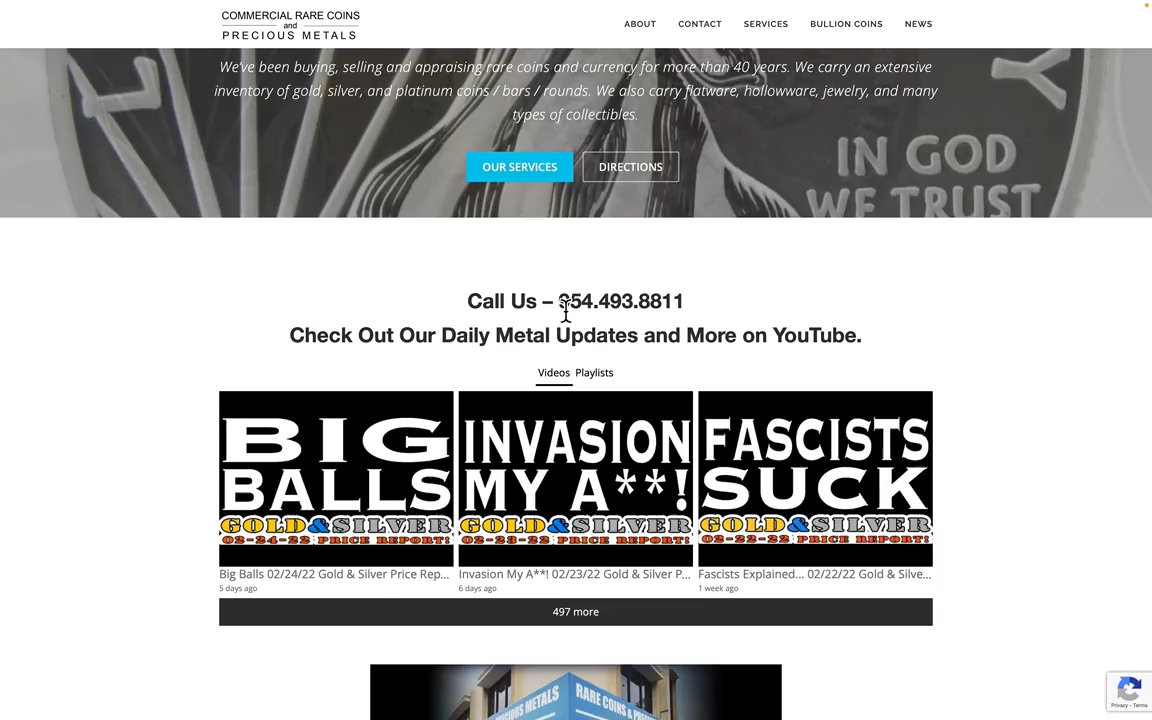 COMMERCIAL RARE COINS
and
PRECIOUS METALS
ABOUT
CONTACT
SERVICES
BULLION COINS
NEWS
We've been buying, selling and appraising rare coins and currency for more than 40 years. We carry an extensive
inventory of gold, silver, and platinum coins / bars / rounds. We also carry flatware, hollowware, jewelry, and many
types of collectibles.
OUR SERVICES
DIRECTIONS
IN GOD
WE TRUST
Call Us – 954.493.8811
Check Out Our Daily Metal Updates and More on YouTube.
Videos Playlists
BIG
BALLS
GOLD&SILVER
02-24-22 PRICE REPORT!
INVASION
MY A**!
GOLD&SILVER
02-23-22 PRICE REPORT!
FASCISTS
SUCK
GOLD&SILVER
02-22-22 PRICE REPORT!
Big Balls 02/24/22 Gold & Silver Price Rep...
5 days ago
Invasion My A**! 02/23/22 Gold & Silver P...
6 days ago
Fascists Explained... 02/22/22 Gold & Silve...
1 week ago
497 more
PRECIOUS METALS
RARE COINS &
Privacy - Terms